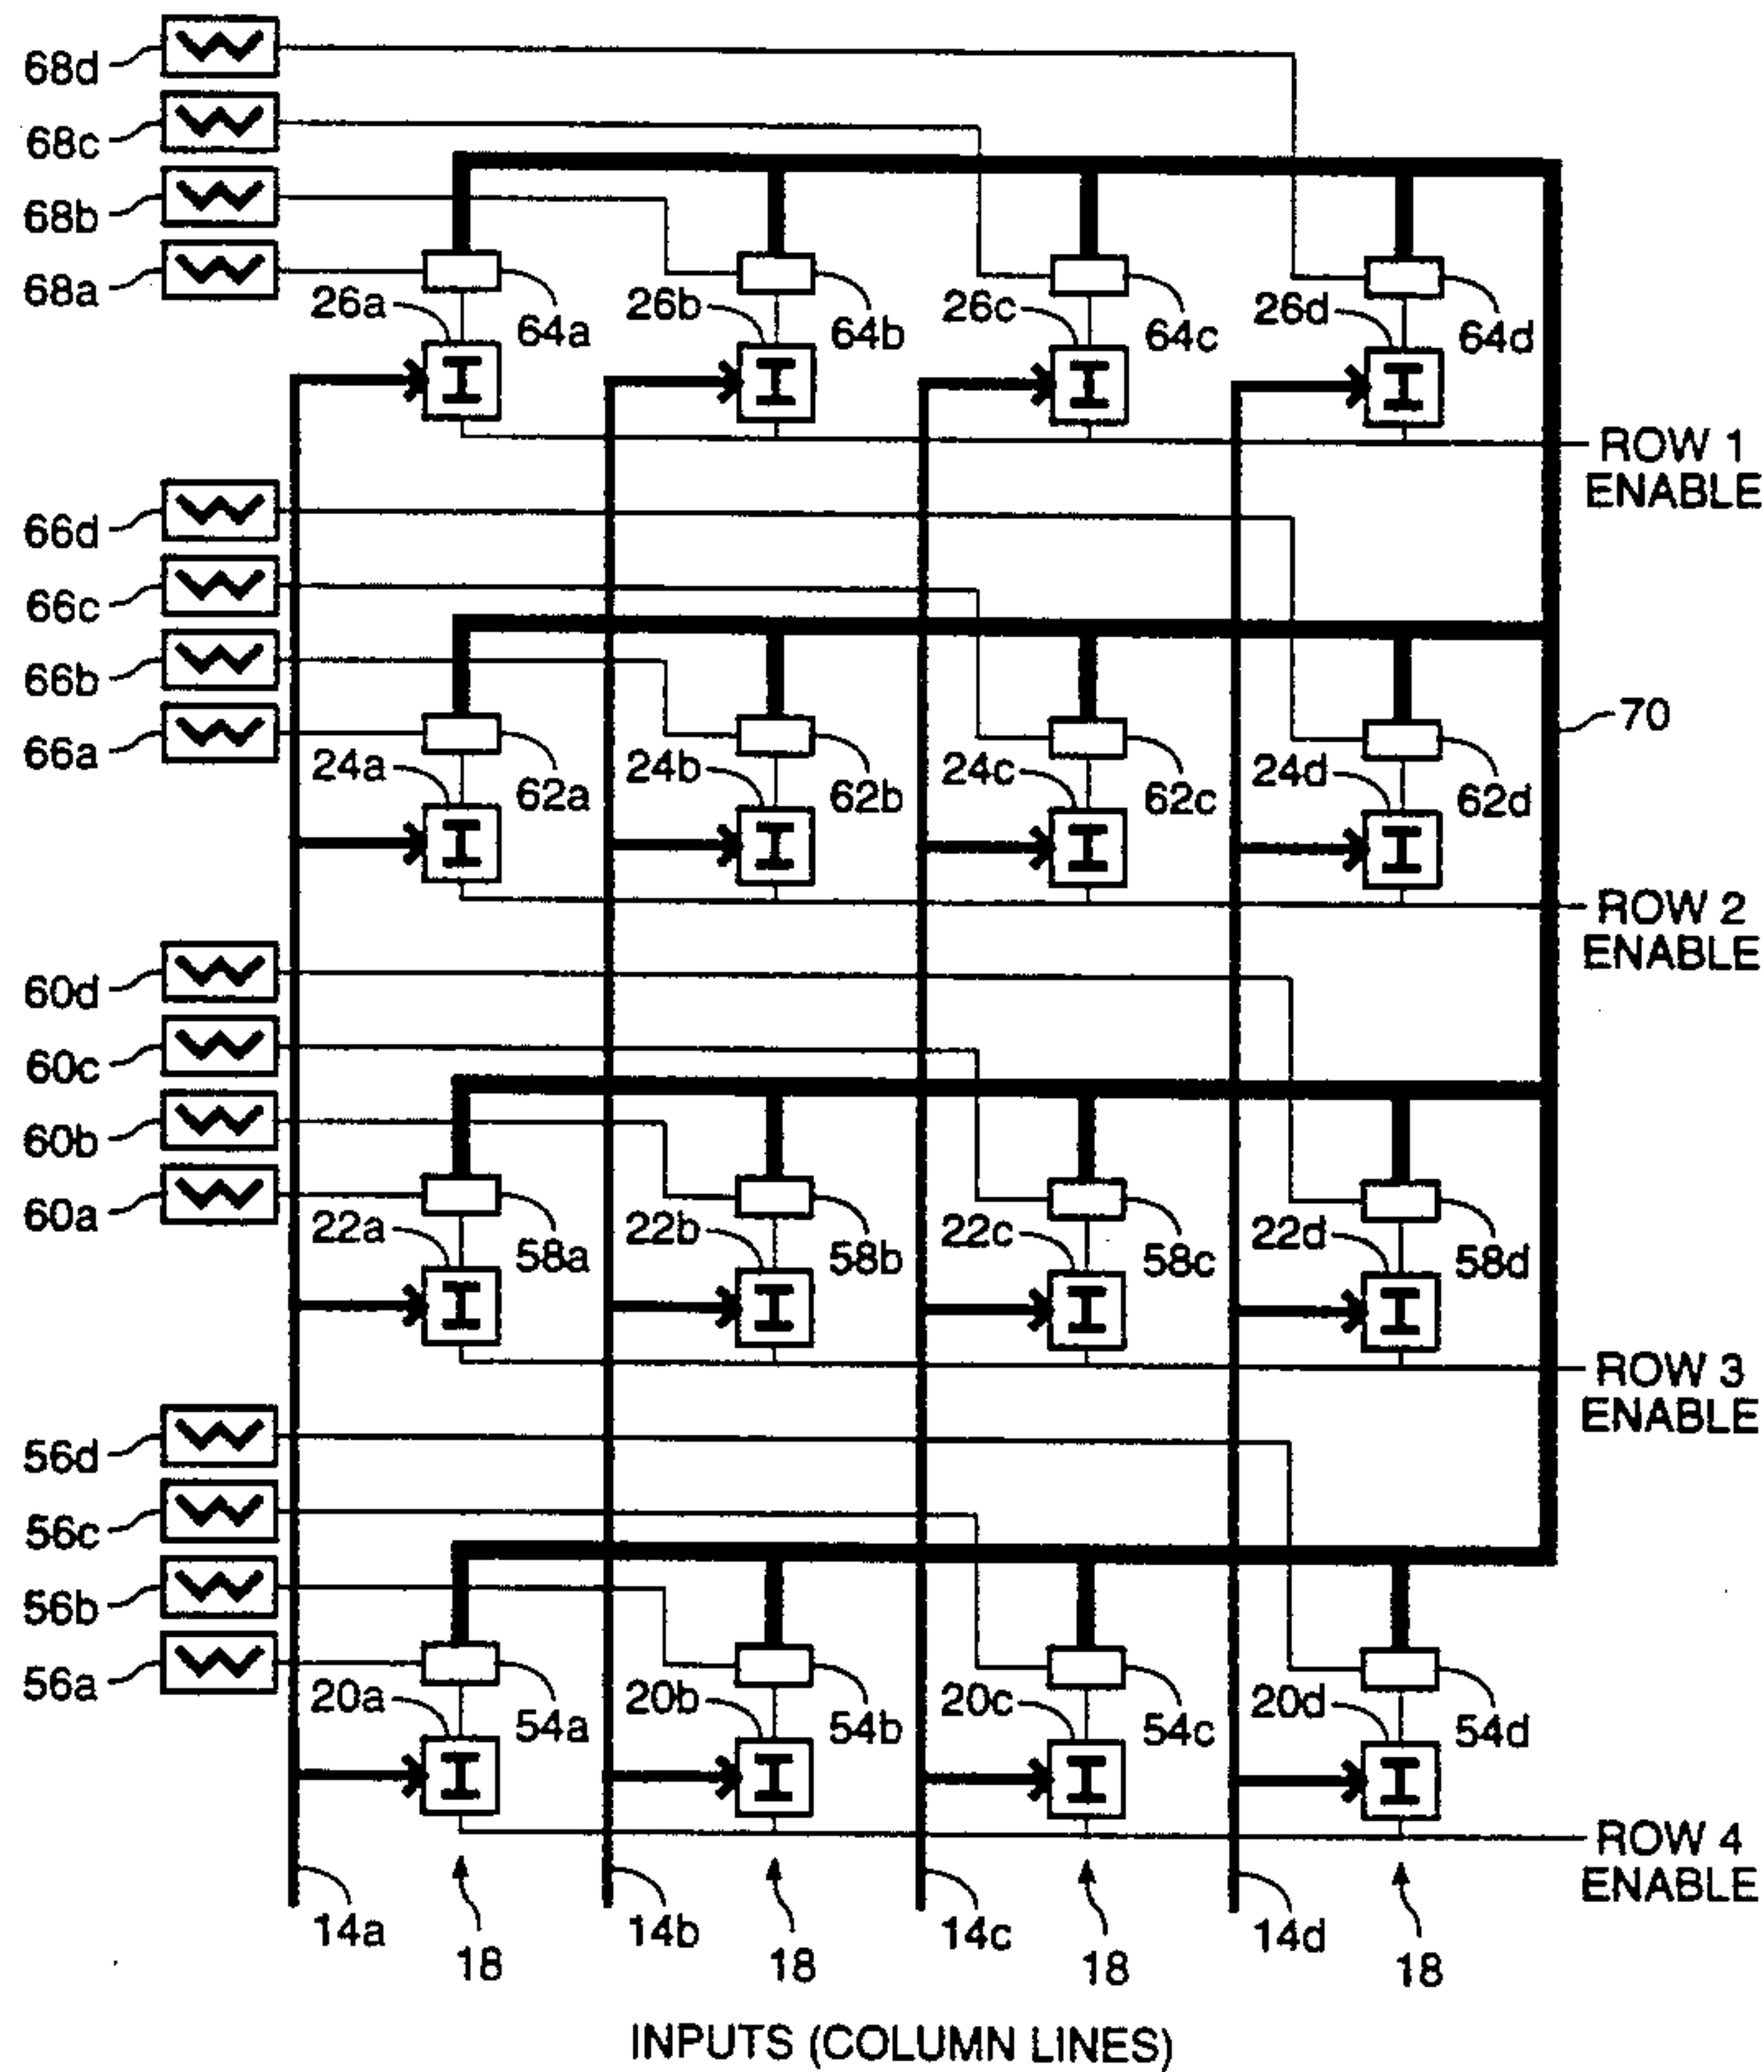 68d
68c
68b
68a
26a 64a 26b 64b 26c 64c 26d 64d
I I I I
ROW 1
ENABLE
66d
66c
66b
66a
70
24a 62a 24b 62b 24c 62c 24d 62d
I I I I
ROW 2
ENABLE
60d
60c
60b
60a
22a 58a 22b 58b 22c 58c 22d 58d
I I I I
ROW 3
ENABLE
56d
56c
56b
56a
20a 54a 20b 54b 20c 54c 20d 54d
I I I I
ROW 4
ENABLE
14a 18 14b 18 14c 18 14d 18
INPUTS (COLUMN LINES)